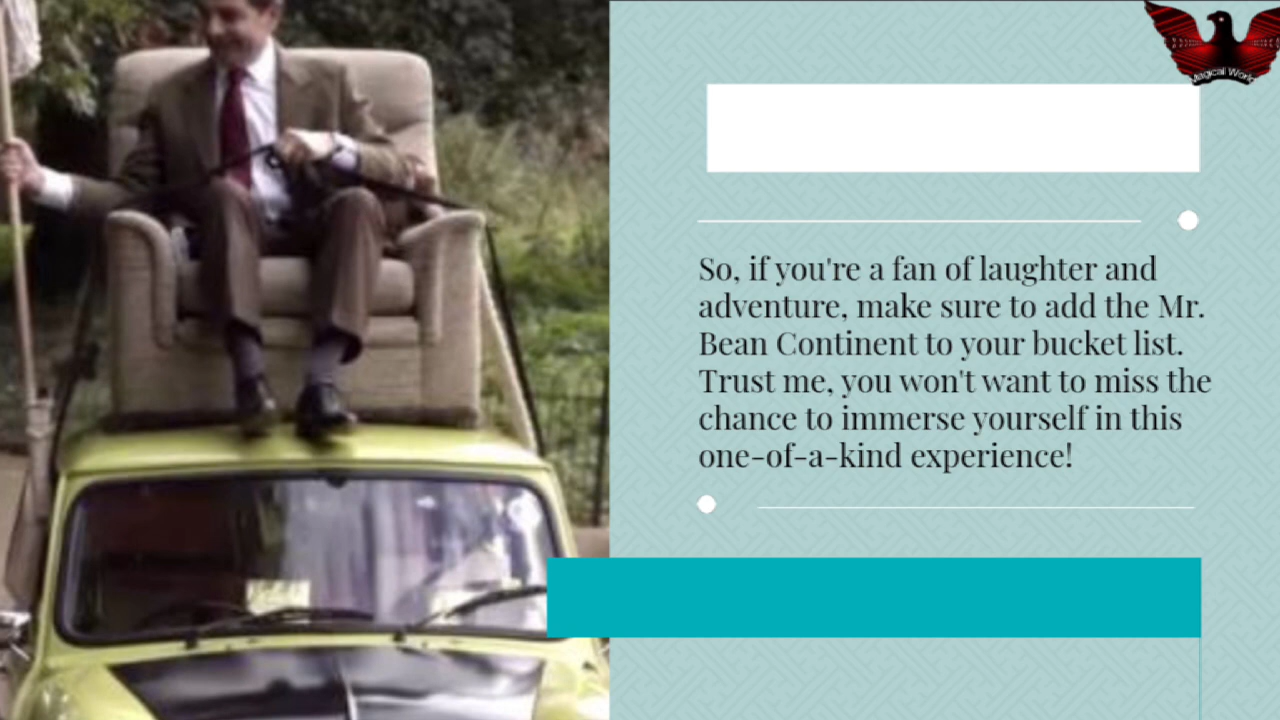 Magical World
So, if you're a fan of laughter and
adventure, make sure to add the Mr.
Bean Continent to your bucket list.
Trust me, you won't want to miss the
chance to immerse yourself in this
one-of-a-kind experience!